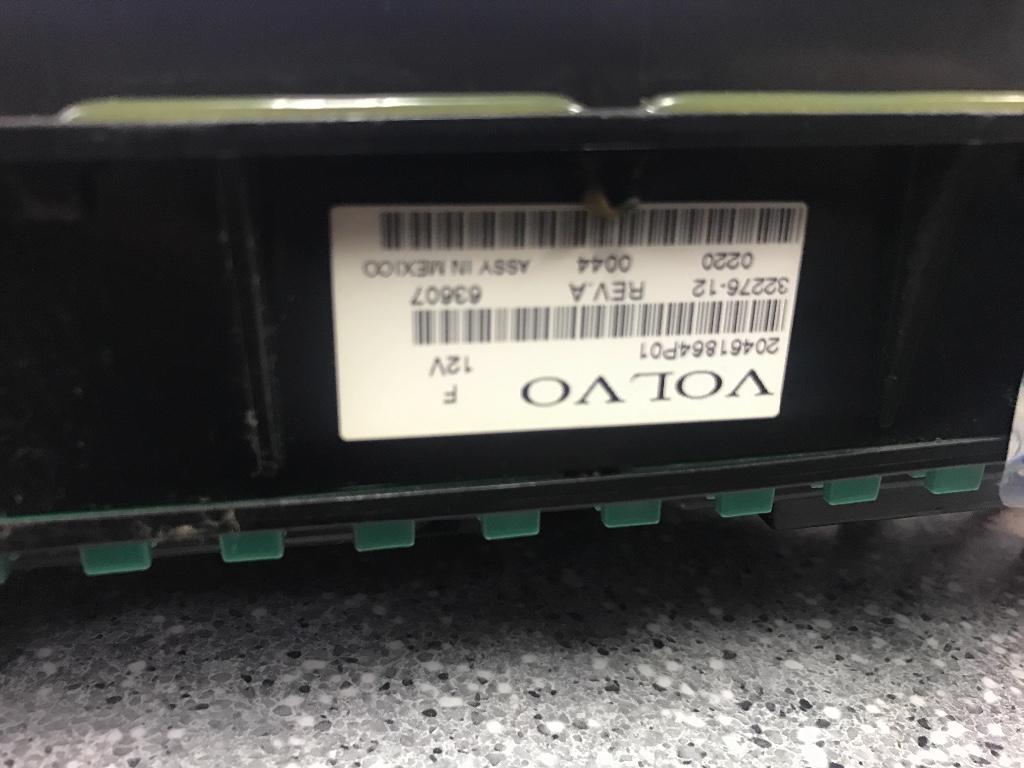 VOLVO F
20461864P01 12V
32276-12 REV.A 63607
0220 0044 ASSY IN MEXICO